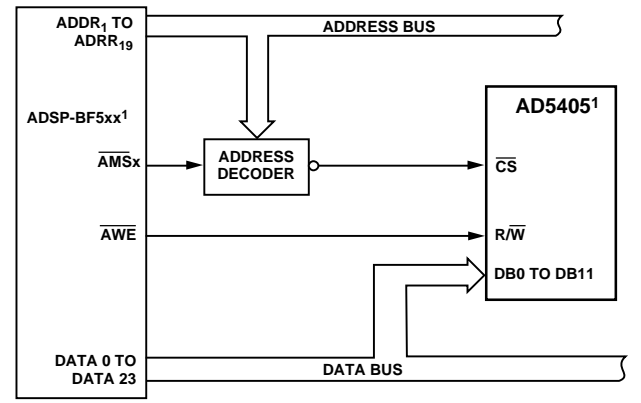 ADDR1 TO
ADRR19
ADDRESS BUS
ADSP-BF5xx1
AD54051
AMSx
ADDRESS
DECODER
CS
AWE
R/W
DB0 TO DB11
DATA 0 TO
DATA 23
DATA BUS